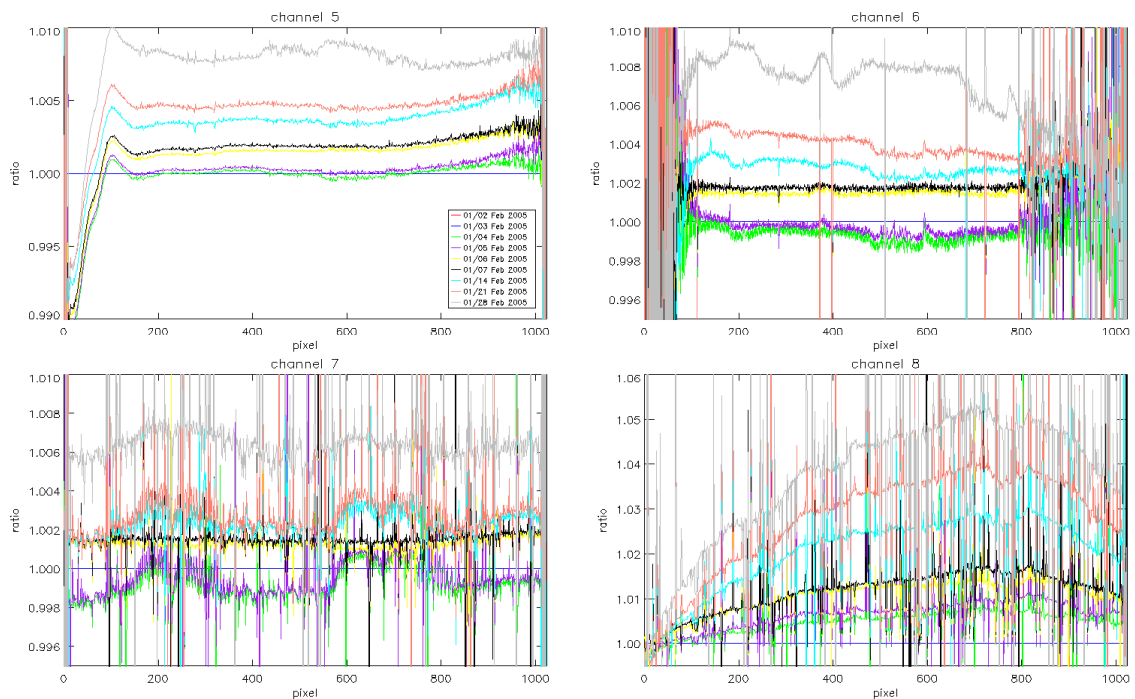 channel 5
1.010
1.005
1.000
0.995
0.990
ratio
0 200 400 600 800 1000
pixel
01/02 Feb 2005
01/03 Feb 2005
01/04 Feb 2005
01/05 Feb 2005
01/06 Feb 2005
01/07 Feb 2005
01/14 Feb 2005
01/21 Feb 2005
01/28 Feb 2005
channel 6
1.010
1.008
1.006
1.004
1.002
1.000
0.998
0.996
ratio
0 200 400 600 800 1000
pixel
channel 7
1.010
1.008
1.006
1.004
1.002
1.000
0.998
0.996
ratio
0 200 400 600 800 1000
pixel
channel 8
1.06
1.05
1.04
1.03
1.02
1.01
1.00
ratio
0 200 400 600 800 1000
pixel